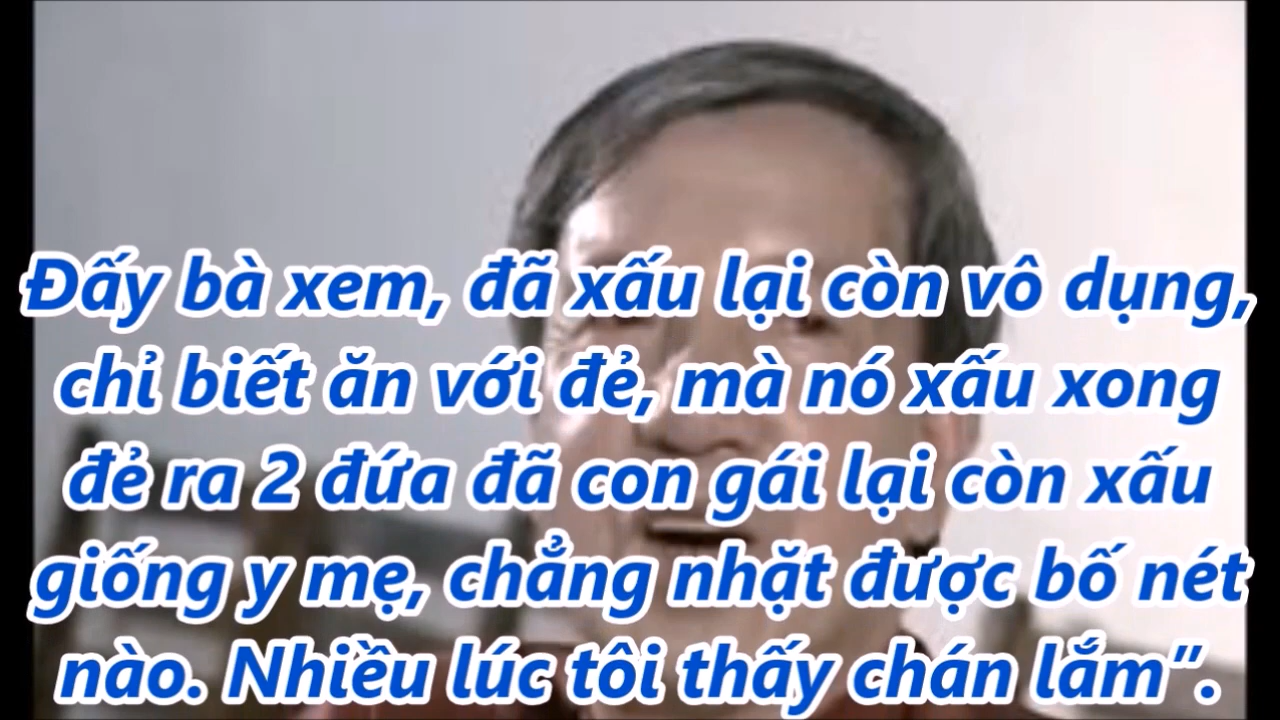 Đấy bà xem, đã xấu lại còn vô dụng,
chỉ biết ăn với đẻ, mà nó xấu xong
đẻ ra 2 đứa đã con gái lại còn xấu
giống y mẹ, chẳng nhặt được bố nét
nào. Nhiều lúc tôi thấy chán lắm”.